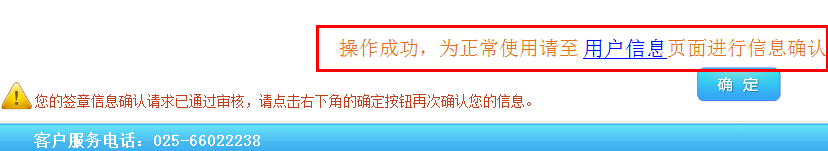 操作成功，为正常使用请至 用户信息页面进行信息确认
确 定
您的签章信息确认请求已通过审核，请点击右下角的确定按钮再次确认您的信息。
客户服务电话：025-66022238